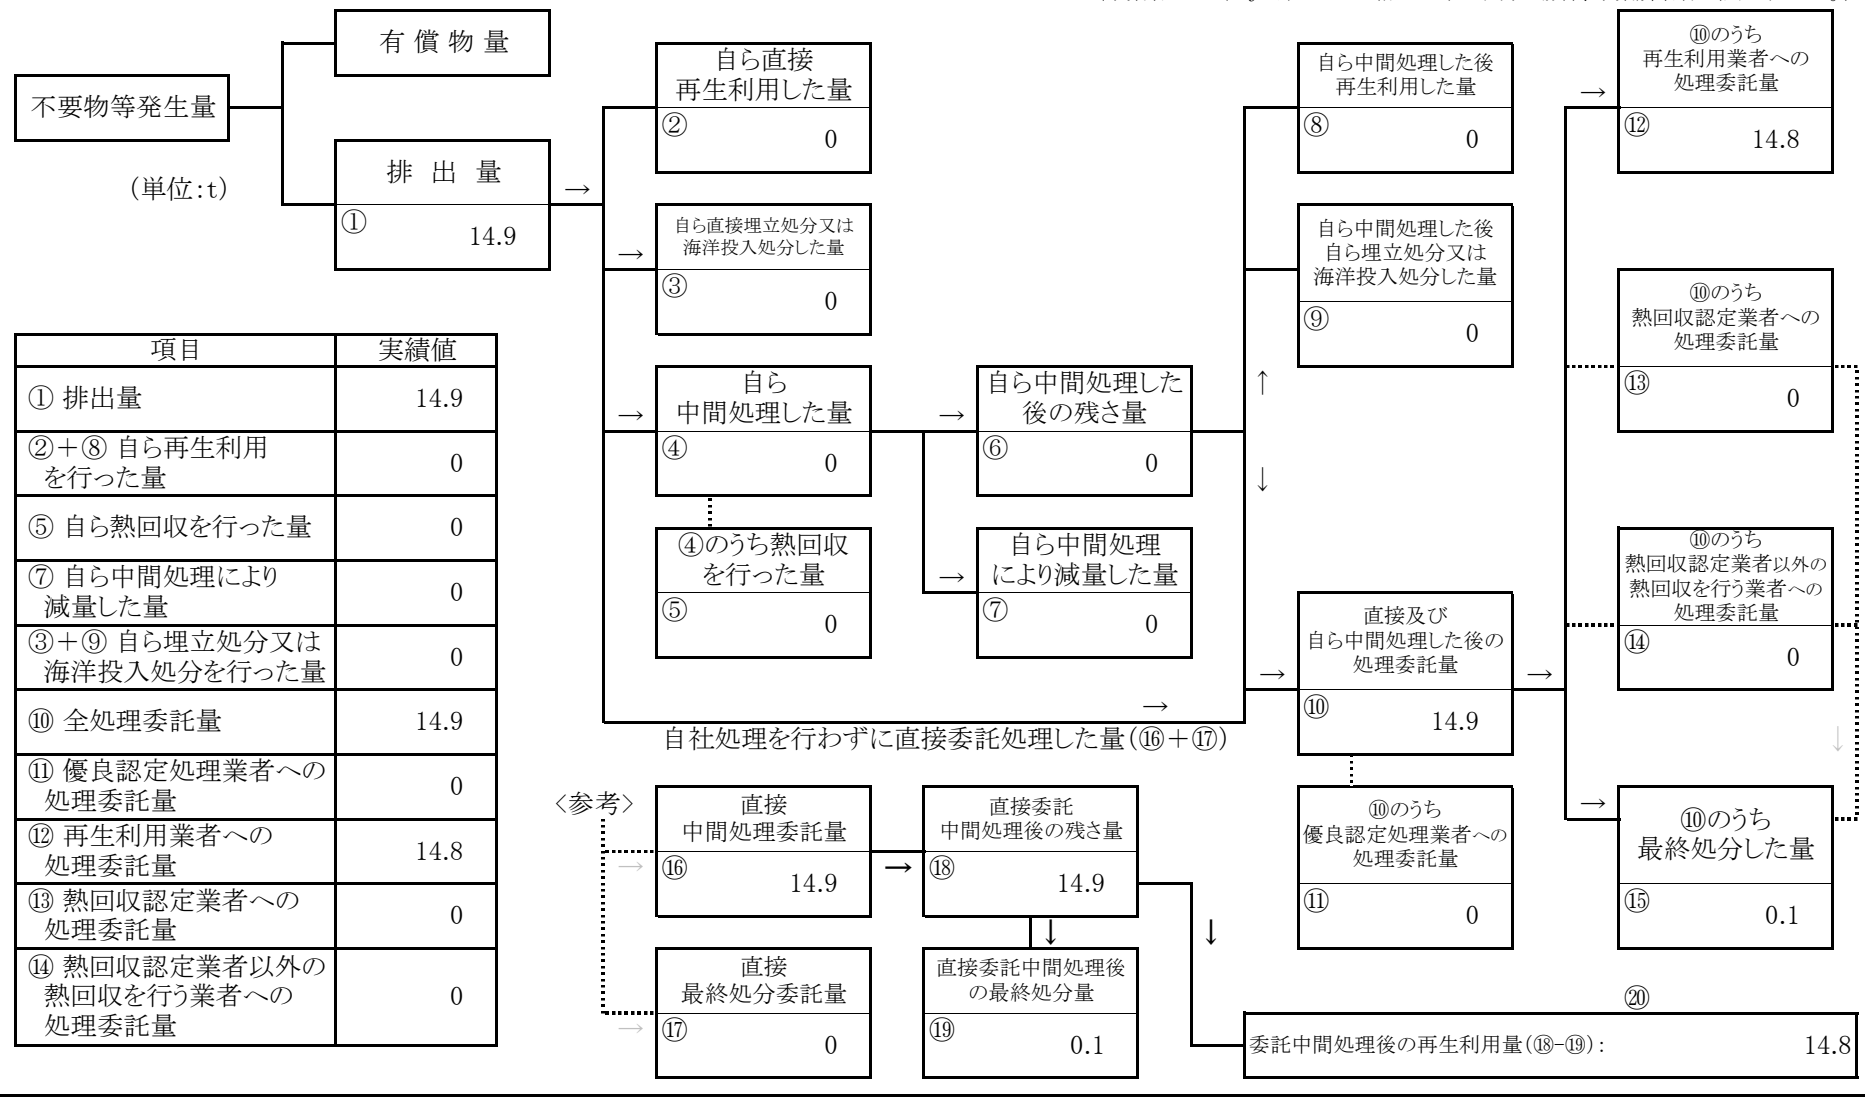 有 償 物 量
不要物等発生量
排 出 量
①
14.9
(単位:t)
→
自ら直接
再生利用した量
②
0
→
自ら直接埋立処分又は
海洋投入処分した量
③
0
→
自ら
中間処理した量
④
0
④のうち熱回収
を行った量
⑤
0
→
自ら中間処理した
後の残さ量
⑥
0
→
自ら中間処理
により減量した量
⑦
0
自ら中間処理した後
再生利用した量
⑧
0
自ら中間処理した後
自ら埋立処分又は
海洋投入処分した量
⑨
0
↑
↓
→
自社処理を行わずに直接委託処理した量(⑯+⑰)
→
直接及び
自ら中間処理した後の
処理委託量
⑩
14.9
⑩のうち
優良認定処理業者への
処理委託量
⑪
0
→
→
⑩のうち
再生利用業者への
処理委託量
⑫
14.8
⑩のうち
熱回収認定業者への
処理委託量
⑬
0
⑩のうち
熱回収認定業者以外の
熱回収を行う業者への
処理委託量
⑭
0
↓
→
⑩のうち
最終処分した量
⑮
0.1
項目 実績値
① 排出量 14.9
②+⑧ 自ら再生利用
を行った量 0
⑤ 自ら熱回収を行った量 0
⑦ 自ら中間処理により
減量した量 0
③+⑨ 自ら埋立処分又は
海洋投入処分を行った量 0
⑩ 全処理委託量 14.9
⑪ 優良認定処理業者への
処理委託量 0
⑫ 再生利用業者への
処理委託量 14.8
⑬ 熱回収認定業者への
処理委託量 0
⑭ 熱回収認定業者以外の
熱回収を行う業者への
処理委託量 0
〈参考〉
→
直接
中間処理委託量
⑯
14.9
→
直接委託
中間処理後の残さ量
⑱
14.9
↓
↓
→
直接
最終処分委託量
⑰
0
直接委託中間処理後
の最終処分量
⑲
0.1
⑳
委託中間処理後の再生利用量(⑱-⑲): 14.8